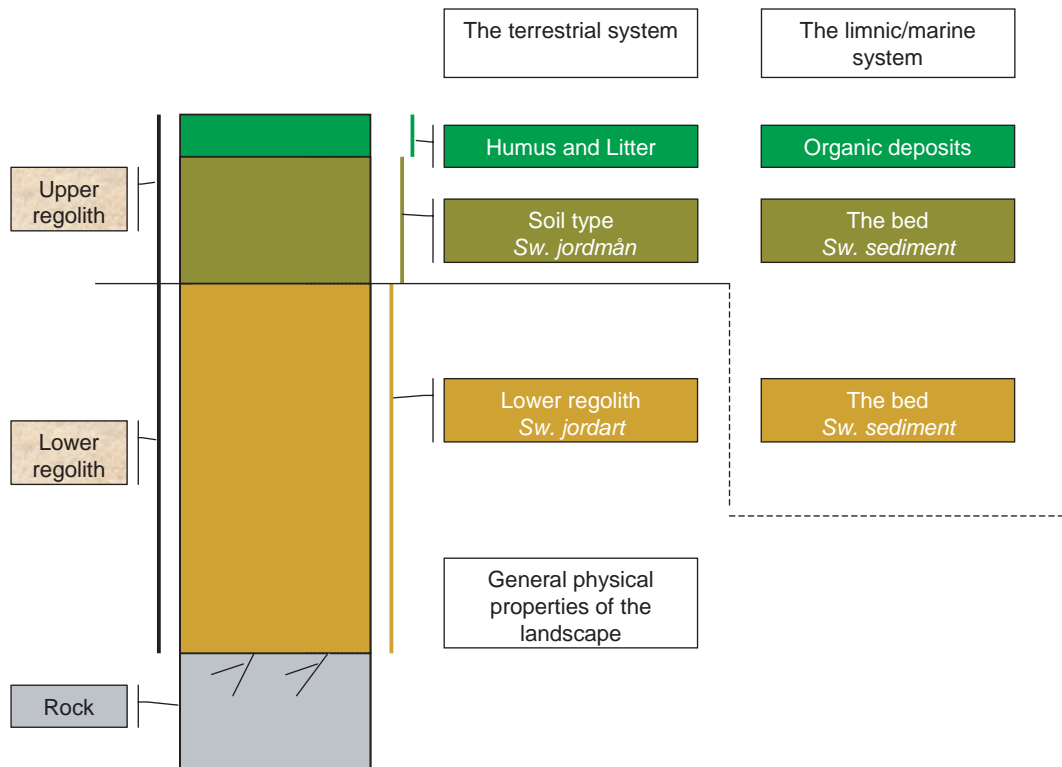 The terrestrial system
The limnic/marine
system
Humus and Litter
Organic deposits
Upper
regolith
Soil type
Sw. jordmån
The bed
Sw. sediment
Lower
regolith
Lower regolith
Sw. jordart
The bed
Sw. sediment
General physical
properties of the
landscape
Rock